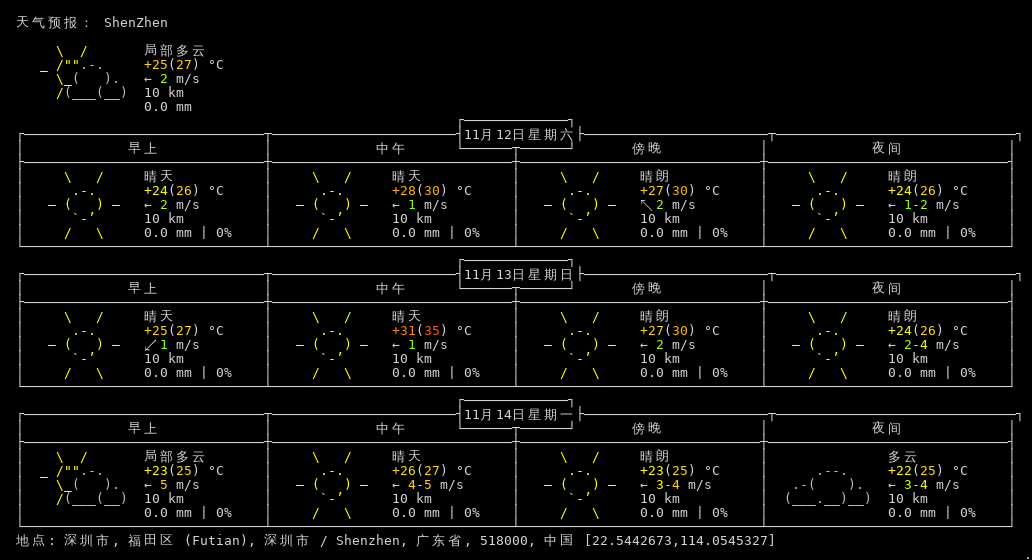 天气预报： ShenZhen
局部多云
+25(27) °C
← 2 m/s
10 km
0.0 mm
11月12日星期六
早上 中午 傍晚 夜间
晴天 晴天 晴朗 晴朗
+24(26) °C +28(30) °C +27(30) °C +24(26) °C
← 2 m/s ← 1 m/s ↖ 2 m/s ← 1-2 m/s
10 km 10 km 10 km 10 km
0.0 mm | 0% 0.0 mm | 0% 0.0 mm | 0% 0.0 mm | 0%
11月13日星期日
早上 中午 傍晚 夜间
晴天 晴天 晴朗 晴朗
+25(27) °C +31(35) °C +27(30) °C +24(26) °C
↙ 1 m/s ← 1 m/s ← 2 m/s ← 2-4 m/s
10 km 10 km 10 km 10 km
0.0 mm | 0% 0.0 mm | 0% 0.0 mm | 0% 0.0 mm | 0%
11月14日星期一
早上 中午 傍晚 夜间
局部多云 晴天 晴朗 多云
+23(25) °C +26(27) °C +23(25) °C +22(25) °C
← 5 m/s ← 4-5 m/s ← 3-4 m/s ← 3-4 m/s
10 km 10 km 10 km 10 km
0.0 mm | 0% 0.0 mm | 0% 0.0 mm | 0% 0.0 mm | 0%
地点: 深圳市, 福田区 (Futian), 深圳市 / Shenzhen, 广东省, 518000, 中国 [22.5442673,114.0545327]